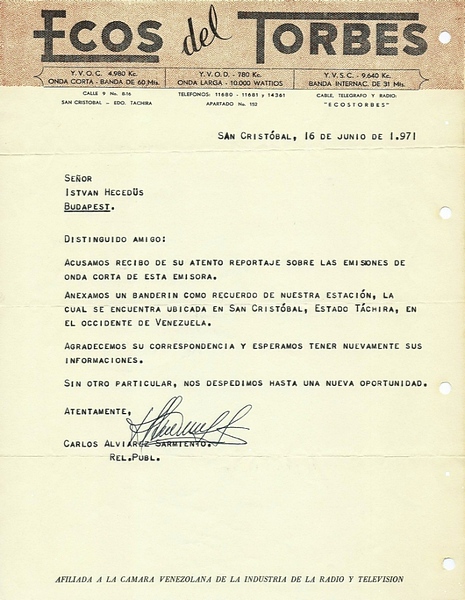 ECOS del TORBES
Y.V.O.C. 4.980 Kc.
ONDA CORTA - BANDA DE 60 Mts.
Y.V.O.D. - 780 Kc.
ONDA LARGA - 10.000 WATTIOS
Y.V.S.C. - 9.640 Kc.
BANDA INTERNAC. DE 31 Mts.
CALLE 9 No. 8-16
SAN CRISTOBAL — EDO. TACHIRA
TELEFONOS: 11680 - 11681 y 14361
APARTADO No. 152
CABLE, TELEGRAFO Y RADIO:
"ECOSTORBES"
SAN CRISTÓBAL, 16 DE JUNIO DE 1.971
SEÑOR
ISTVAN HECEDÜS
BUDAPEST.
DISTINGUIDO AMIGO:
ACUSAMOS RECIBO DE SU ATENTO REPORTAJE SOBRE LAS EMISIONES DE
ONDA CORTA DE ESTA EMISORA.
ANEXAMOS UN BANDERIN COMO RECUERDO DE NUESTRA ESTACIÓN, LA
CUAL SE ENCUENTRA UBICADA EN SAN CRISTÓBAL, ESTADO TÁCHIRA, EN
EL OCCIDENTE DE VENEZUELA.
AGRADECEMOS SU CORRESPONDENCIA Y ESPERAMOS TENER NUEVAMENTE SUS
INFORMACIONES.
SIN OTRO PARTICULAR, NOS DESPEDIMOS HASTA UNA NUEVA OPORTUNIDAD.
ATENTAMENTE,
CARLOS ALVIAREZ SARMIENTO.
REL.PUBL.
AFILIADA A LA CAMARA VENEZOLANA DE LA INDUSTRIA DE LA RADIO Y TELEVISION